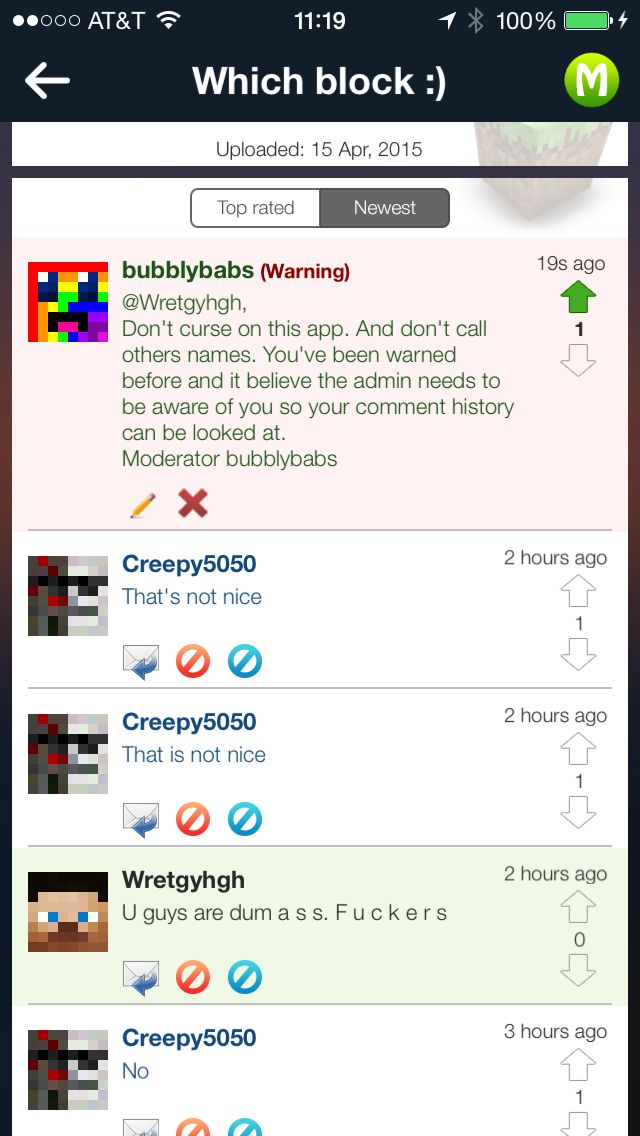 AT&T 11:19 100%
Which block :) M
Uploaded: 15 Apr, 2015
Top rated Newest
bubblybabs (Warning) 19s ago
@Wretgyhgh,
Don't curse on this app. And don't call
others names. You've been warned
before and it believe the admin needs to
be aware of you so your comment history
can be looked at.
Moderator bubblybabs
1
Creepy5050 2 hours ago
That's not nice
1
Creepy5050 2 hours ago
That is not nice
1
Wretgyhgh 2 hours ago
U guys are dum a s s. F u c k e r s
0
Creepy5050 3 hours ago
No
1